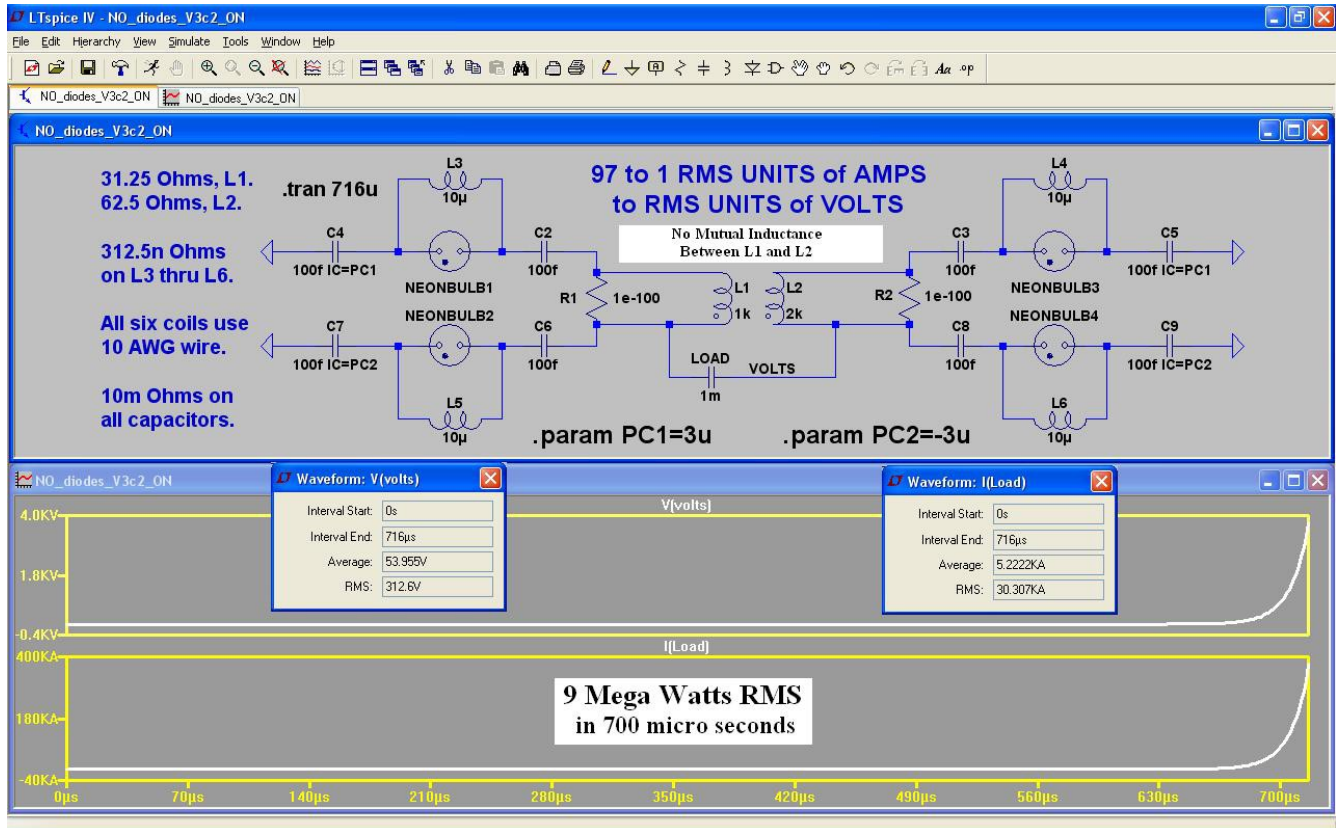 LTspice IV - NO_diodes_V3c2_ON
File Edit Hierarchy View Simulate Tools Window Help
NO_diodes_V3c2_ON NO_diodes_V3c2_ON
NO_diodes_V3c2_ON
31.25 Ohms, L1.
62.5 Ohms, L2.
312.5n Ohms
on L3 thru L6.
All six coils use
10 AWG wire.
10m Ohms on
all capacitors.
.tran 716u
97 to 1 RMS UNITS of AMPS
to RMS UNITS of VOLTS
No Mutual Inductance
Between L1 and L2
L3
10µ
C4
100f IC=PC1
NEONBULB1
C2
100f
C7
100f IC=PC2
NEONBULB2
C6
100f
L5
10µ
R1
1e-100
L1
1k
L2
2k
R2
1e-100
LOAD
1m
VOLTS
L4
10µ
C3
100f
NEONBULB3
C5
100f IC=PC1
C8
100f
NEONBULB4
C9
100f IC=PC2
L6
10µ
.param PC1=3u
.param PC2=-3u
NO_diodes_V3c2_ON
Waveform: V(volts)
Interval Start: 0s
Interval End: 716µs
Average: 53.955V
RMS: 312.6V
Waveform: I(Load)
Interval Start: 0s
Interval End: 716µs
Average: 5.2222KA
RMS: 30.307KA
V(volts)
4.0KV
1.8KV
-0.4KV
I(Load)
400KA
180KA
-40KA
9 Mega Watts RMS
in 700 micro seconds
0µs 70µs 140µs 210µs 280µs 350µs 420µs 490µs 560µs 630µs 700µs